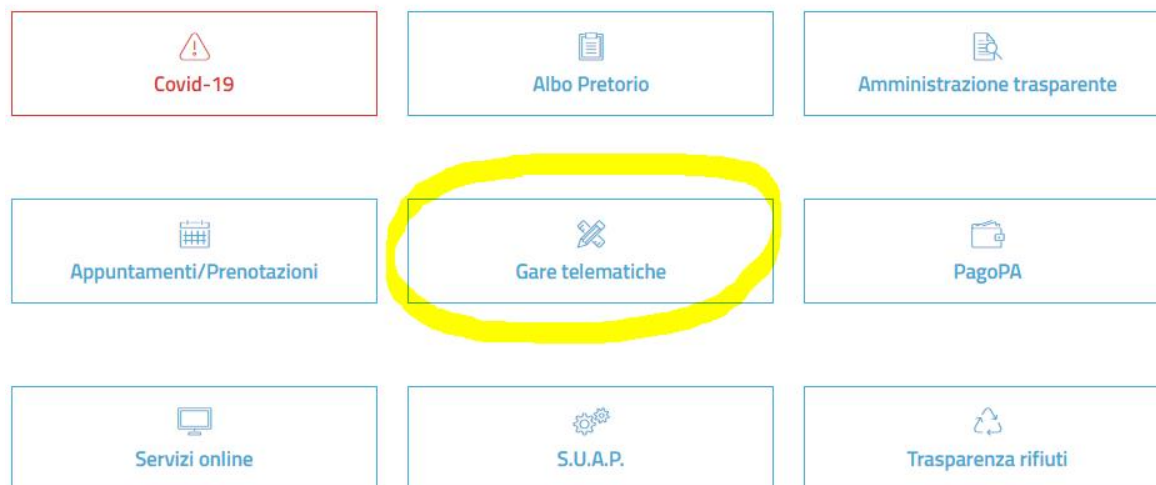 Covid-19
Albo Pretorio
Amministrazione trasparente
Appuntamenti/Prenotazioni
Gare telematiche
PagoPA
Servizi online
S.U.A.P.
Trasparenza rifiuti